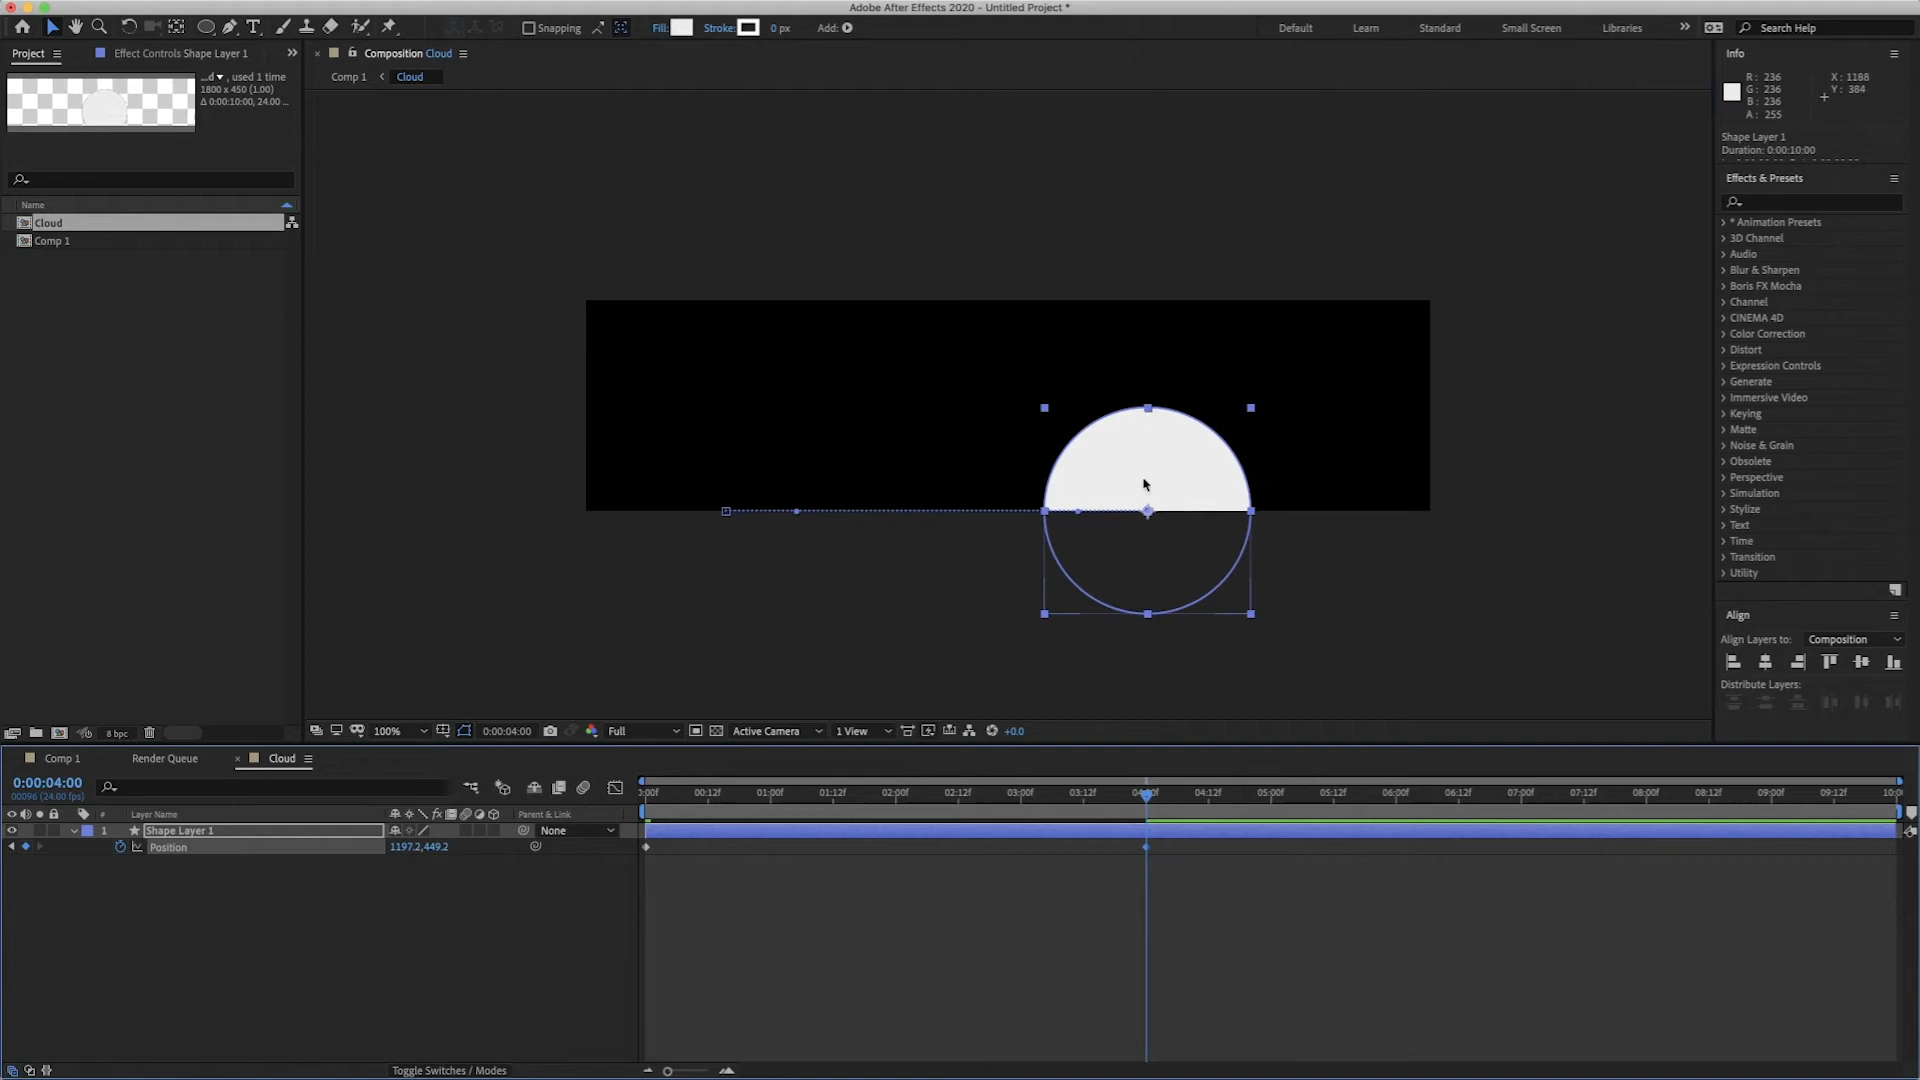 Adobe After Effects 2020 - Untitled Project *
Snapping
Fill:
Stroke:
0 px
Add:
Default
Learn
Standard
Small Screen
Libraries
Search Help
Project
Effect Controls Shape Layer 1
...d ▾ , used 1 time
1800 x 450 (1.00)
Δ 0:00:10:00, 24.00 ...
Name
Cloud
Comp 1
8 bpc
Composition Cloud
Comp 1
Cloud
100%
0:00:04:00
Full
Active Camera
1 View
+0.0
Info
R: 236
G: 236
B: 236
A: 255
X: 1188
Y: 384
Shape Layer 1
Duration: 0:00:10:00
Effects & Presets
* Animation Presets
3D Channel
Audio
Blur & Sharpen
Boris FX Mocha
Channel
CINEMA 4D
Color Correction
Distort
Expression Controls
Generate
Immersive Video
Keying
Matte
Noise & Grain
Obsolete
Perspective
Simulation
Stylize
Text
Time
Transition
Utility
Align
Align Layers to: Composition
Distribute Layers:
Comp 1
Render Queue
Cloud
0:00:04:00
00096 (24.00 fps)
# Layer Name
Parent & Link
1 Shape Layer 1
None
Position
1197.2,449.2
:00f 00:12f 01:00f 01:12f 02:00f 02:12f 03:00f 03:12f 04:00f 04:12f 05:00f 05:12f 06:00f 06:12f 07:00f 07:12f 08:00f 08:12f 09:00f 09:12f 10:0
Toggle Switches / Modes